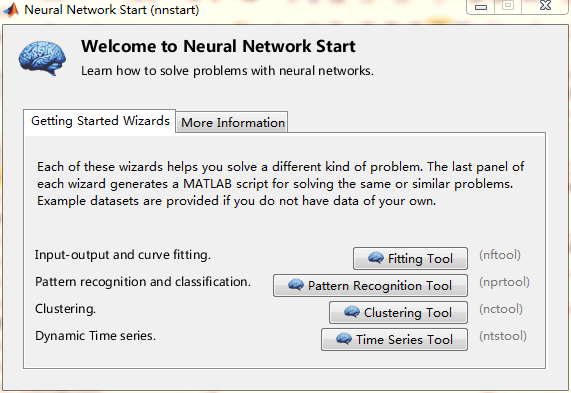 Neural Network Start (nnstart)
Welcome to Neural Network Start
Learn how to solve problems with neural networks.
Getting Started Wizards More Information
Each of these wizards helps you solve a different kind of problem. The last panel of
each wizard generates a MATLAB script for solving the same or similar problems.
Example datasets are provided if you do not have data of your own.
Input-output and curve fitting. Fitting Tool (nftool)
Pattern recognition and classification. Pattern Recognition Tool (nprtool)
Clustering. Clustering Tool (nctool)
Dynamic Time series. Time Series Tool (ntstool)